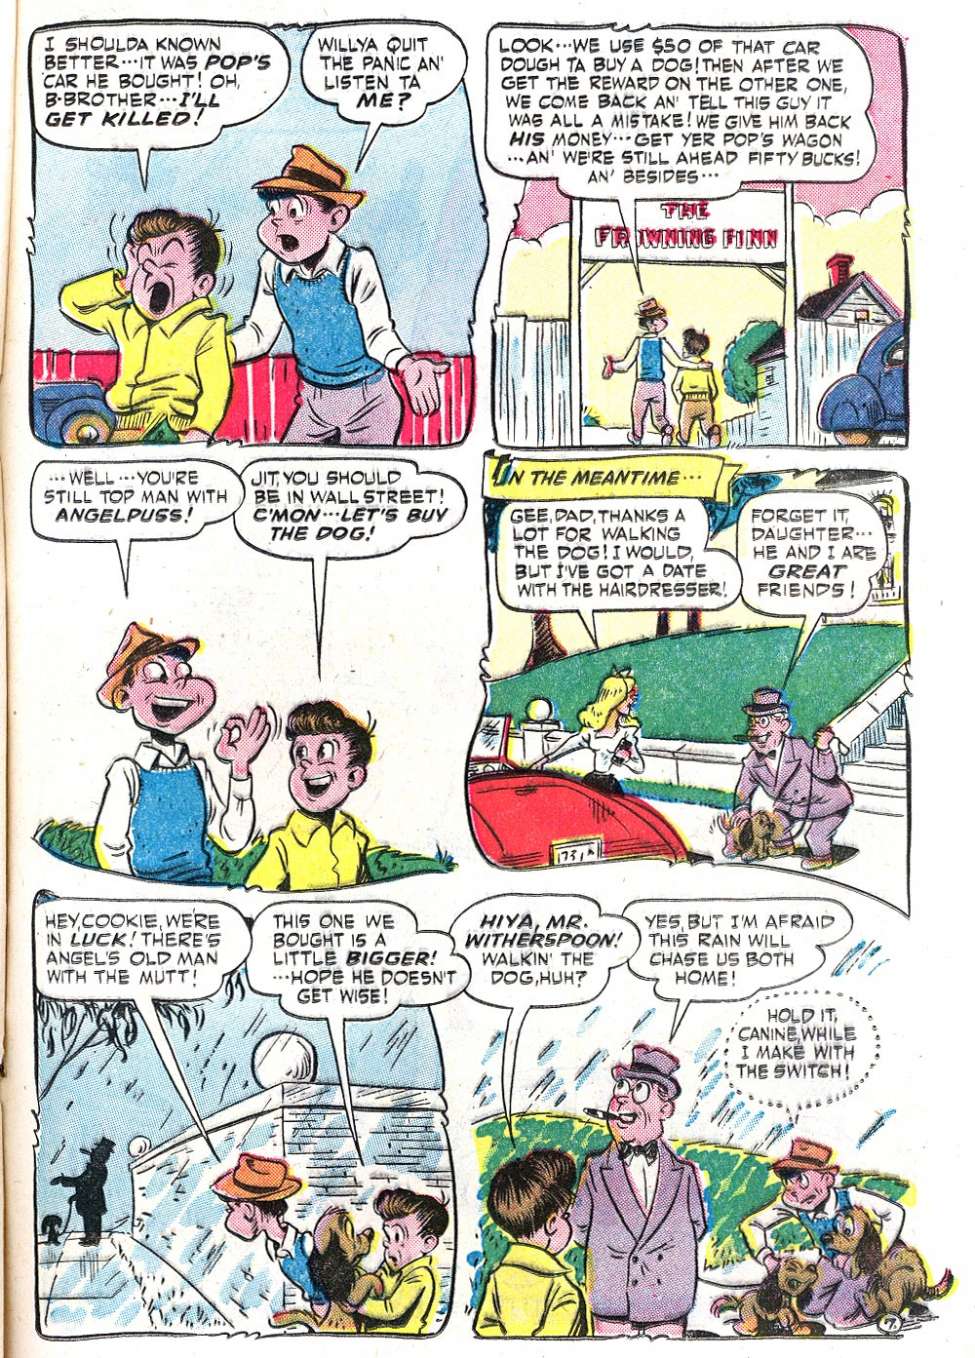 I SHOULDA KNOWN
BETTER···IT WAS POP'S
CAR HE BOUGHT! OH,
B-BROTHER···I'LL
GET KILLED!
WILLYA QUIT
THE PANIC AN'
LISTEN TA
ME?
LOOK···WE USE $50 OF THAT CAR
DOUGH TA BUY A DOG! THEN AFTER WE
GET THE REWARD ON THE OTHER ONE,
WE COME BACK AN' TELL THIS GUY IT
WAS ALL A MISTAKE! WE GIVE HIM BACK
HIS MONEY···GET YER POP'S WAGON
···AN' WE'RE STILL AHEAD FIFTY BUCKS!
AN' BESIDES···
THE
FROWNING FINN
···WELL···YOU'RE
STILL TOP MAN WITH
ANGELPUSS!
JIT, YOU SHOULD
BE IN WALL STREET!
C'MON···LET'S BUY
THE DOG!
IN THE MEANTIME···
GEE, DAD, THANKS A
LOT FOR WALKING
THE DOG! I WOULD,
BUT I'VE GOT A DATE
WITH THE HAIRDRESSER!
FORGET IT,
DAUGHTER···
HE AND I ARE
GREAT
FRIENDS!
HEY, COOKIE, WE'RE
IN LUCK! THERE'S
ANGEL'S OLD MAN
WITH THE MUTT!
THIS ONE WE
BOUGHT IS A
LITTLE BIGGER!
···HOPE HE DOESN'T
GET WISE!
HIYA, MR.
WITHERSPOON!
WALKIN' THE
DOG, HUH?
YES, BUT I'M AFRAID
THIS RAIN WILL
CHASE US BOTH
HOME!
HOLD IT,
CANINE, WHILE
I MAKE WITH
THE SWITCH!
7